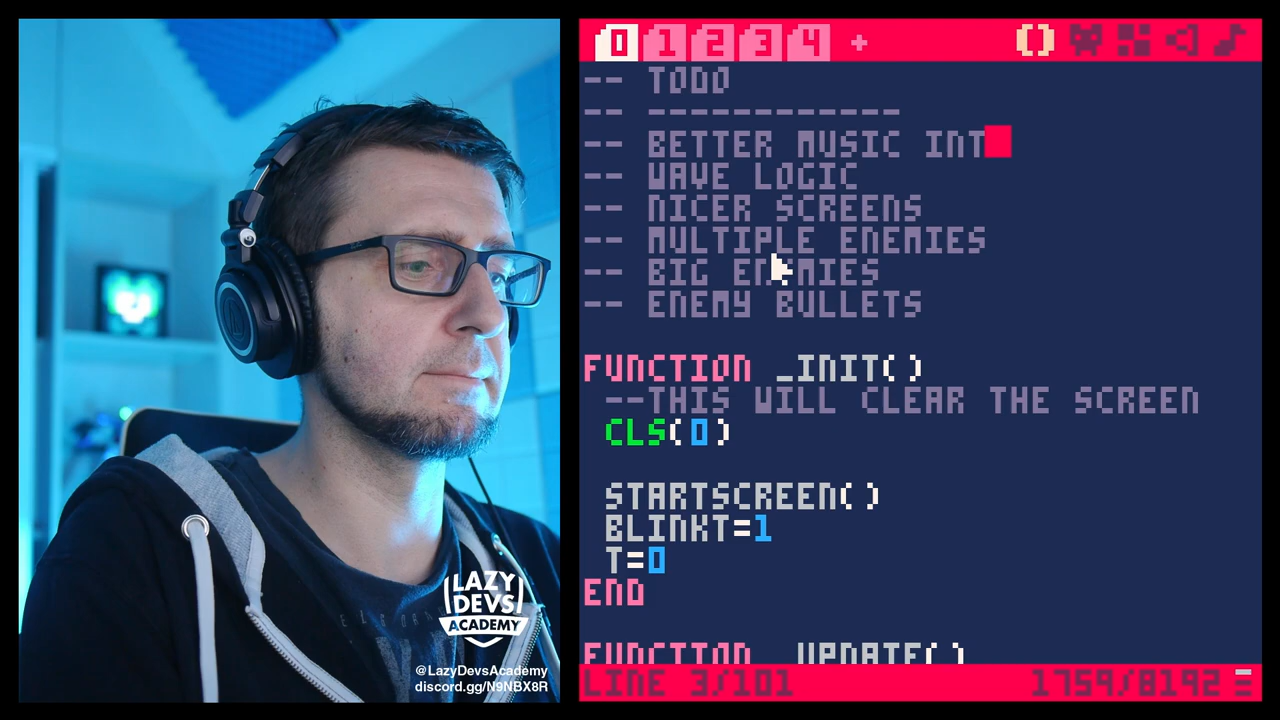 LAZY
DEVS
ACADEMY
@LazyDevsAcademy
discord.gg/N9NBX8R
0 1 2 3 4 + ()
-- TODO
-- ------------
-- BETTER MUSIC INT
-- WAVE LOGIC
-- NICER SCREENS
-- MULTIPLE ENEMIES
-- BIG ENEMIES
-- ENEMY BULLETS
FUNCTION _INIT()
--THIS WILL CLEAR THE SCREEN
CLS(0)
STARTSCREEN()
BLINKT=1
T=0
END
FUNCTION _UPDATE()
LINE 3/101 1759/8192